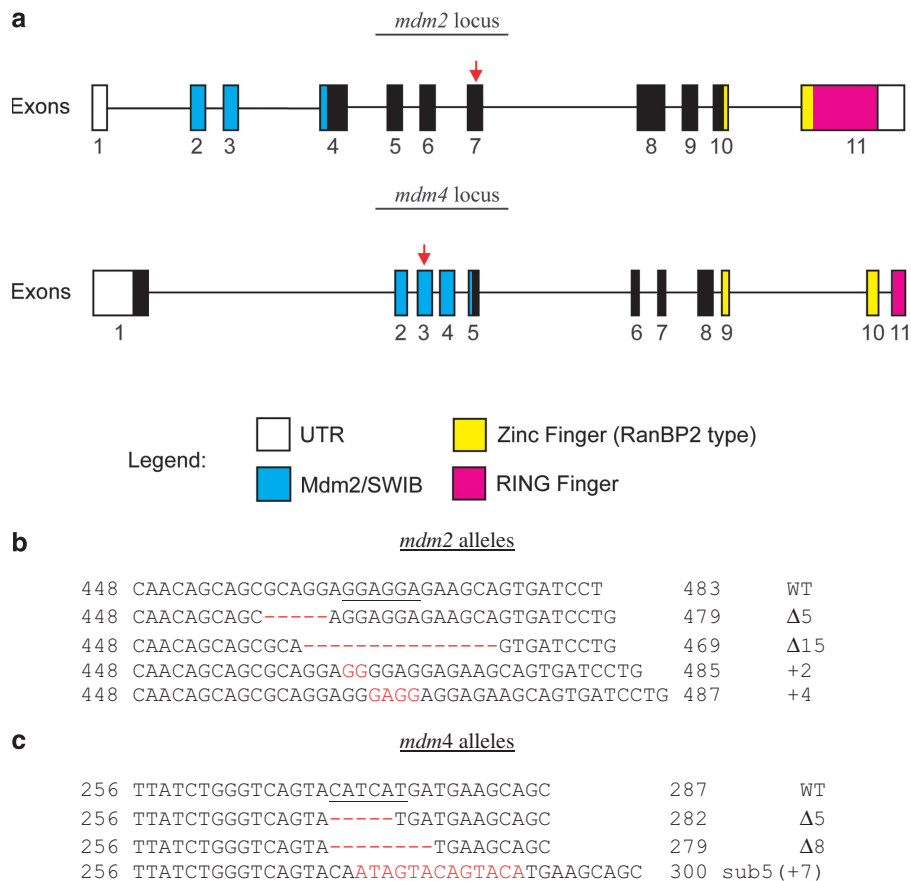 a
mdm2 locus
Exons
1 2 3 4 5 6 7 8 9 10 11
mdm4 locus
Exons
1 2 3 4 5 6 7 8 9 10 11
Legend:
UTR
Zinc Finger (RanBP2 type)
Mdm2/SWIB
RING Finger
b
mdm2 alleles
448 CAACAGCAGCGCAGGAGGAGGAGAAGCAGTGATCCT 483 WT
448 CAACAGCAGC-----AGGAGGAGAAGCAGTGATCCTG 479 Δ5
448 CAACAGCAGCGCA---------------GTGATCCTG 469 Δ15
448 CAACAGCAGCGCAGGAGGGGAGGAGAAGCAGTGATCCTG 485 +2
448 CAACAGCAGCGCAGGAGGGAGGAGGAGAAGCAGTGATCCTG 487 +4
c
mdm4 alleles
256 TTATCTGGGTCAGTACATCATGATGAAGCAGC 287 WT
256 TTATCTGGGTCAGTA-----TGATGAAGCAGC 282 Δ5
256 TTATCTGGGTCAGTA--------TGAAGCAGC 279 Δ8
256 TTATCTGGGTCAGTACAATAGTACAGTACATGAAGCAGC 300 sub5(+7)